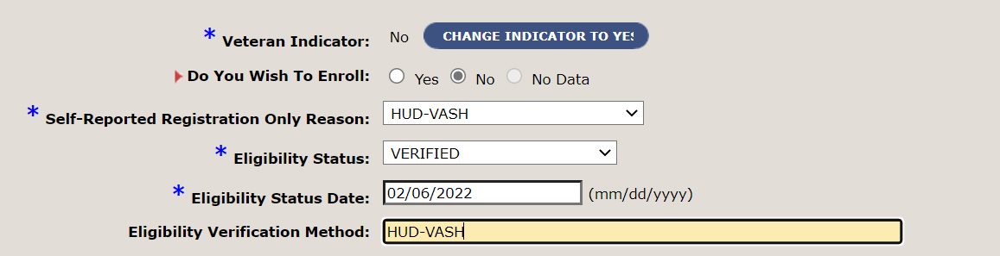 * Veteran Indicator: No CHANGE INDICATOR TO YES
Do You Wish To Enroll: Yes No No Data
* Self-Reported Registration Only Reason: HUD-VASH
* Eligibility Status: VERIFIED
* Eligibility Status Date: 02/06/2022 (mm/dd/yyyy)
Eligibility Verification Method: HUD-VASH